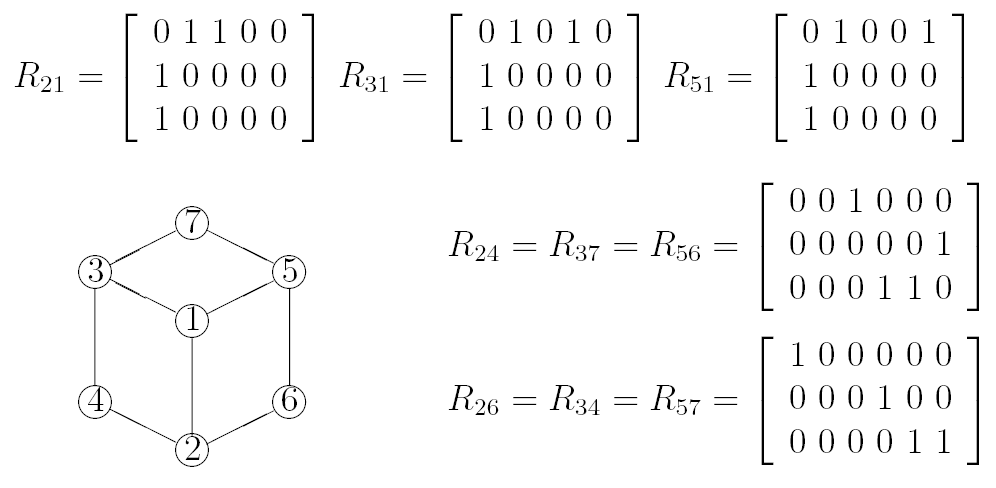 R₂₁ = [ 0 1 1 0 0 ] R₃₁ = [ 0 1 0 1 0 ] R₅₁ = [ 0 1 0 0 1 ]
[ 1 0 0 0 0 ] [ 1 0 0 0 0 ] [ 1 0 0 0 0 ]
[ 1 0 0 0 0 ] [ 1 0 0 0 0 ] [ 1 0 0 0 0 ]
7
3 5
1
4 6
2
R₂₄ = R₃₇ = R₅₆ = [ 0 0 1 0 0 0 ]
[ 0 0 0 0 0 1 ]
[ 0 0 0 1 1 0 ]
R₂₆ = R₃₄ = R₅₇ = [ 1 0 0 0 0 0 ]
[ 0 0 0 1 0 0 ]
[ 0 0 0 0 1 1 ]